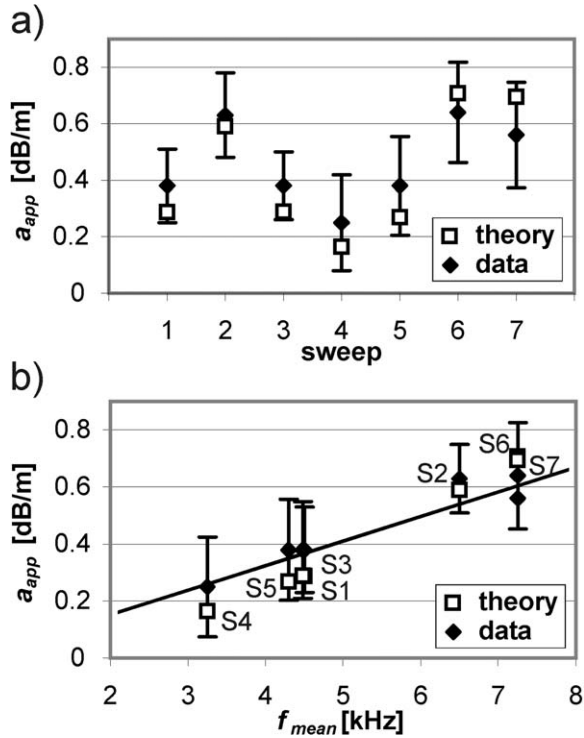 a)
a_app [dB/m]
0.8
0.6
0.4
0.2
0
theory
data
1 2 3 4 5 6 7
sweep
b)
a_app [dB/m]
0.8
0.6
0.4
0.2
0
S6
S2 S7
S3
S5 S1
S4
theory
data
2 3 4 5 6 7 8
f_mean [kHz]